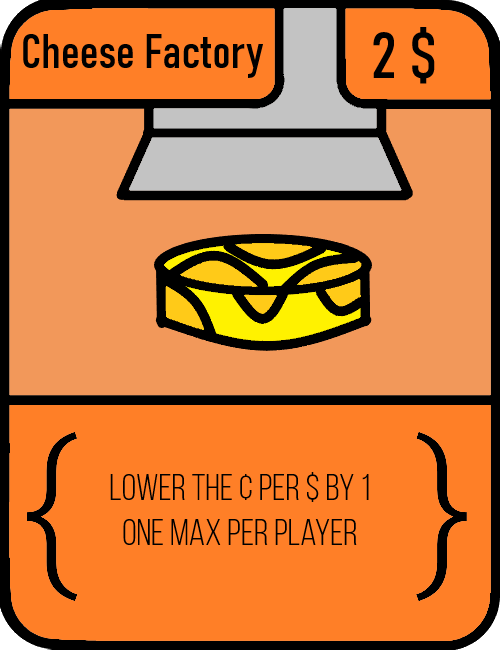 Cheese Factory
2 $
LOWER THE ¢ PER $ BY 1
ONE MAX PER PLAYER